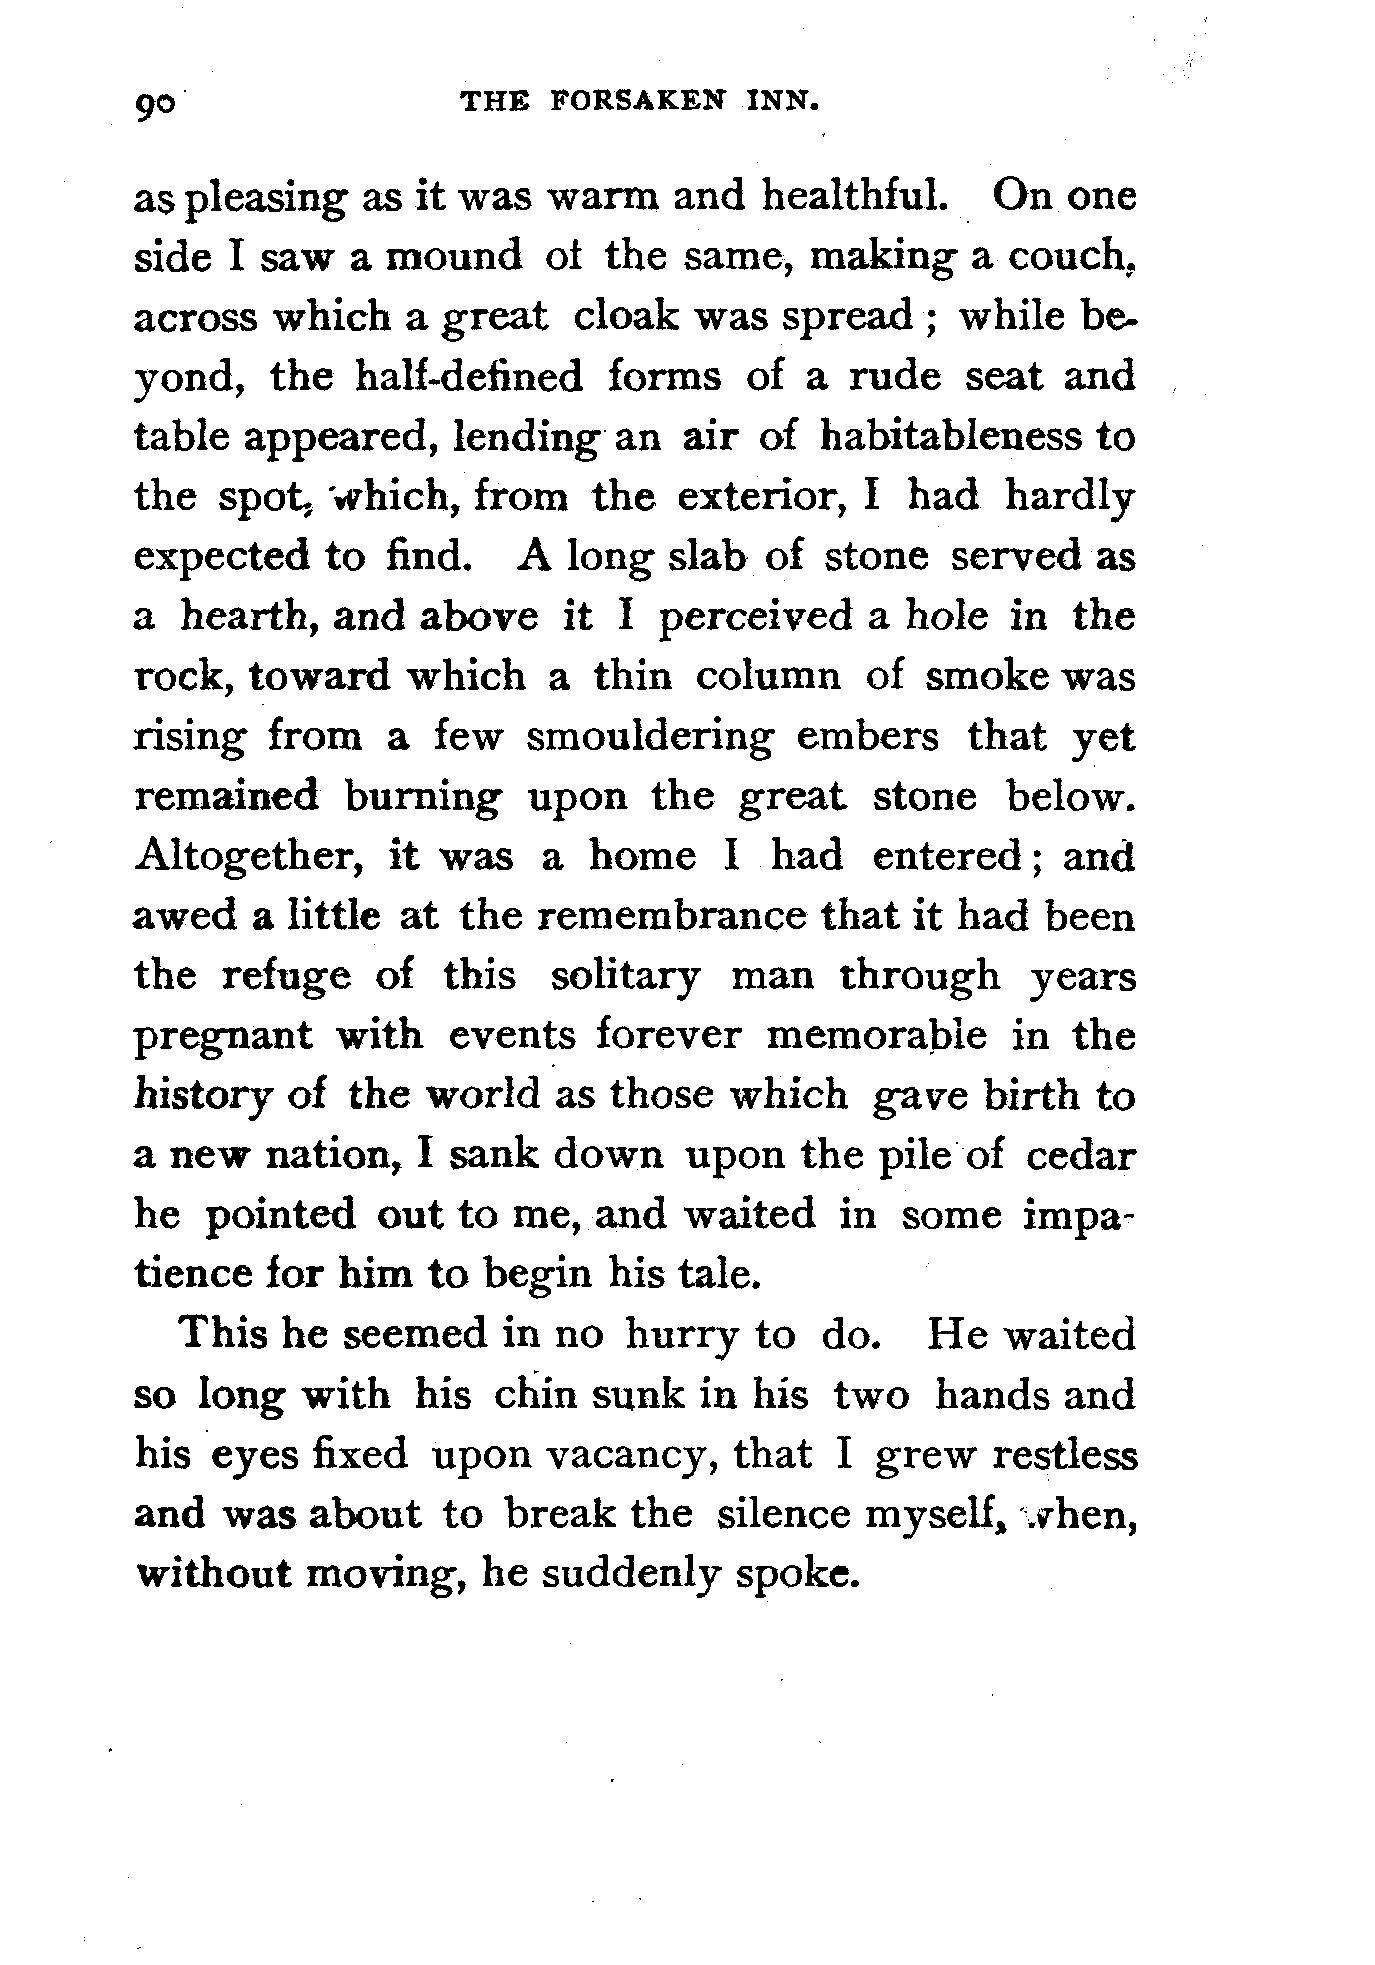 90 THE FORSAKEN INN.
as pleasing as it was warm and healthful. On one
side I saw a mound of the same, making a couch,
across which a great cloak was spread ; while be-
yond, the half-defined forms of a rude seat and
table appeared, lending an air of habitableness to
the spot, which, from the exterior, I had hardly
expected to find. A long slab of stone served as
a hearth, and above it I perceived a hole in the
rock, toward which a thin column of smoke was
rising from a few smouldering embers that yet
remained burning upon the great stone below.
Altogether, it was a home I had entered ; and
awed a little at the remembrance that it had been
the refuge of this solitary man through years
pregnant with events forever memorable in the
history of the world as those which gave birth to
a new nation, I sank down upon the pile of cedar
he pointed out to me, and waited in some impa-
tience for him to begin his tale.
This he seemed in no hurry to do. He waited
so long with his chin sunk in his two hands and
his eyes fixed upon vacancy, that I grew restless
and was about to break the silence myself, when,
without moving, he suddenly spoke.